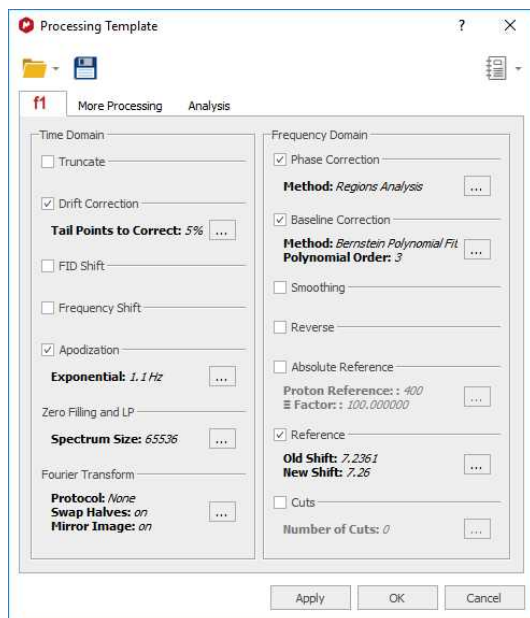 Processing Template
?
f1
More Processing
Analysis
Time Domain
Truncate
Drift Correction
Tail Points to Correct: 5%
...
FID Shift
Frequency Shift
Apodization
Exponential: 1.1 Hz
...
Zero Filling and LP
Spectrum Size: 65536
...
Fourier Transform
Protocol: None
Swap Halves: on
Mirror Image: on
...
Frequency Domain
Phase Correction
Method: Regions Analysis
...
Baseline Correction
Method: Bernstein Polynomial Fit
Polynomial Order: 3
...
Smoothing
Reverse
Absolute Reference
Proton Reference: : 400
Ξ Factor: : 100.000000
...
Reference
Old Shift: 7.2361
New Shift: 7.26
...
Cuts
Number of Cuts: 0
...
Apply
OK
Cancel